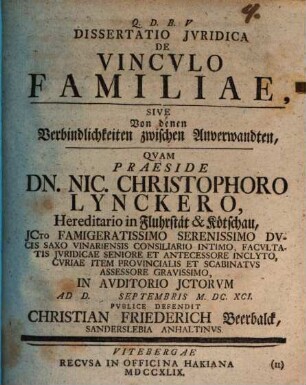 4.
Q. D. B. V
DISSERTATIO JVRIDICA
DE
VINCVLO
FAMILIAE,
SIVE
Von denen
Verbindlichkeiten zwischen Anverwandten,
QVAM
PRAESIDE
DN. NIC. CHRISTOPHORO
LYNCKERO,
Hereditario in Fluhrstät & Kötschau,
JCto FAMIGERATISSIMO SERENISSIMO DV-
CIS SAXO VINARIENSIS CONSILIARIO INTIMO, FACVLTA-
TIS JVRIDICAE SENIORE ET ANTECESSORE INCLYTO,
CVRIAE ITEM PROVINCIALIS ET SCABINATVS
ASSESSORE GRAVISSIMO,
IN AVDITORIO JCTORVM
AD D. SEPTEMBRIS M. DC. XCI.
PVBLICE DEFENDIT
CHRISTIAN FRIEDERICH Beerbalck,
SANDERSLEBIA ANHALTINVS.
VITEBERGAE
RECVSA IN OFFICINA HAKIANA (11)
MDCCXLIX.